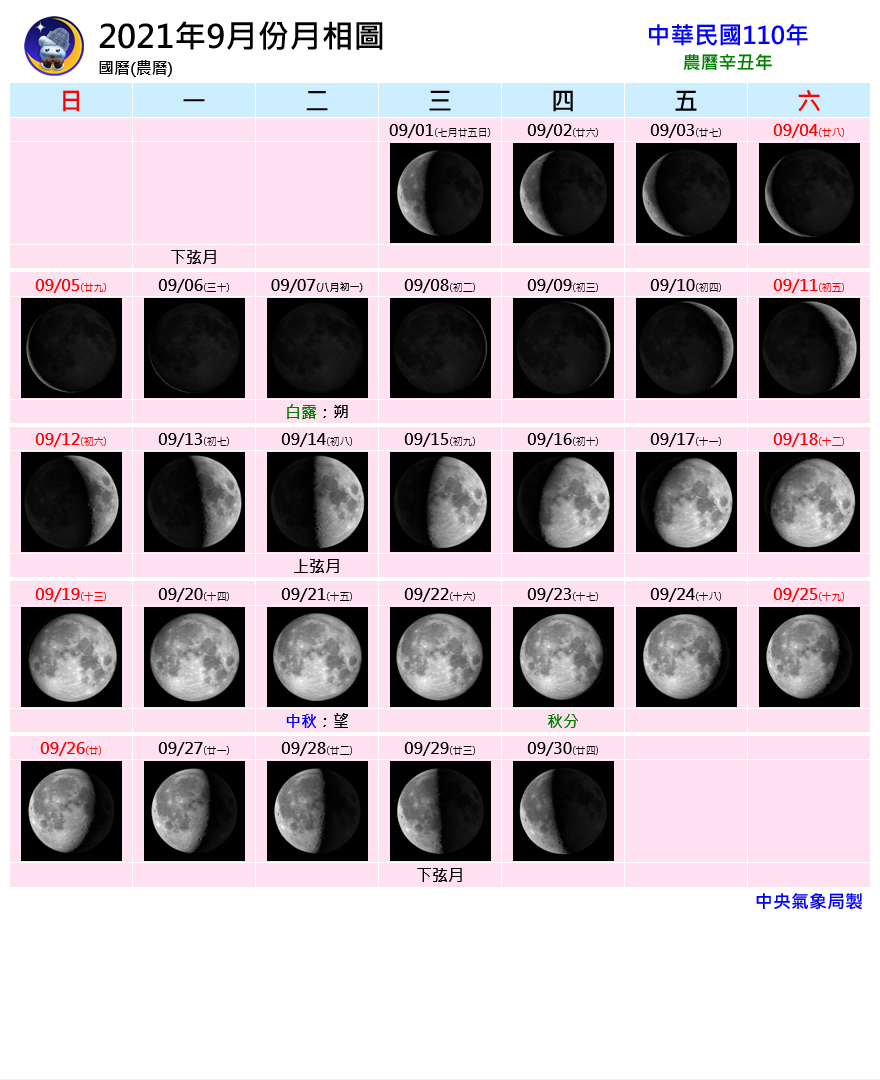 2021年9月份月相圖
國曆(農曆)
中華民國110年
農曆辛丑年
日 一 二 三 四 五 六
09/01(七月廿五日) 09/02(廿六) 09/03(廿七) 09/04(廿八)
下弦月
09/05(廿九) 09/06(三十) 09/07(八月初一) 09/08(初二) 09/09(初三) 09/10(初四) 09/11(初五)
白露：朔
09/12(初六) 09/13(初七) 09/14(初八) 09/15(初九) 09/16(初十) 09/17(十一) 09/18(十二)
上弦月
09/19(十三) 09/20(十四) 09/21(十五) 09/22(十六) 09/23(十七) 09/24(十八) 09/25(十九)
中秋：望 秋分
09/26(廿) 09/27(廿一) 09/28(廿二) 09/29(廿三) 09/30(廿四)
下弦月
中央氣象局製